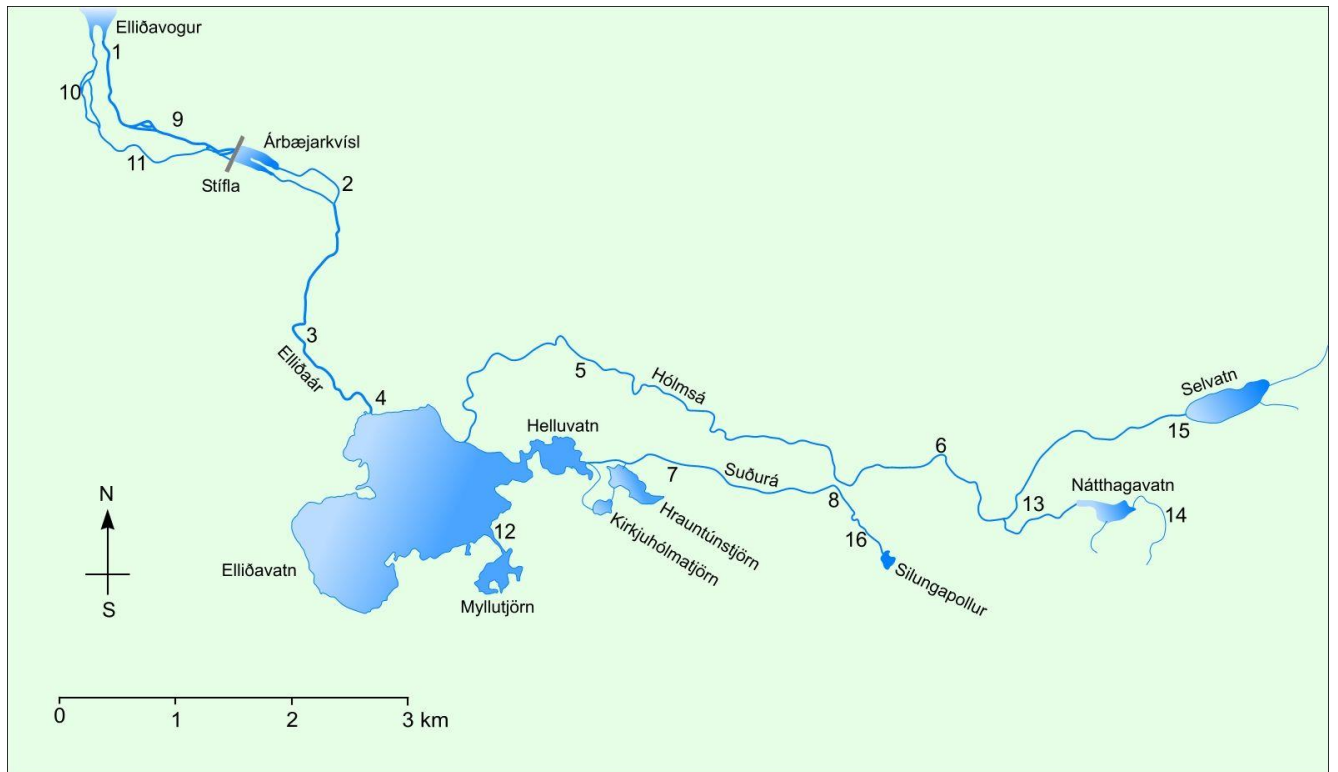 Elliðavogur
1
10
9
Árbæjarkvísl
11
Stífla
2
3
Elliðaár
4
5
Hólmsá
Selvatn
15
Helluvatn
6
7
Suðurá
8
Nátthagavatn
13
14
Hrauntúnstjörn
Kirkjuhólmatjörn
12
16
Silungapollur
N
S
Elliðavatn
Myllutjörn
0 1 2 3 km